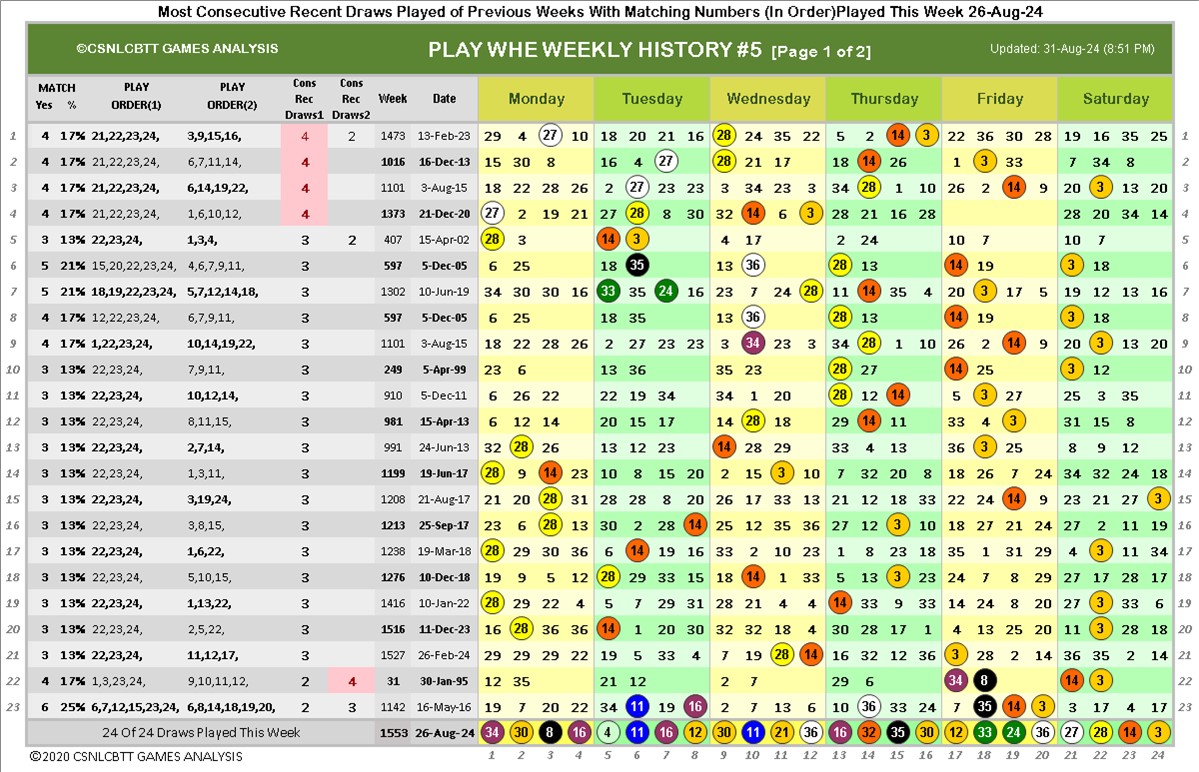 Most Consecutive Recent Draws Played of Previous Weeks With Matching Numbers (In Order)Played This Week 26-Aug-24
©CSNLCBTT GAMES ANALYSIS PLAY WHE WEEKLY HISTORY #5 [Page 1 of 2] Updated: 31-Aug-24 (8:51 PM)
MATCH Yes % PLAY ORDER(1) PLAY ORDER(2) Cons Rec Draws1 Cons Rec Draws2 Week Date Monday Tuesday Wednesday Thursday Friday Saturday
1 4 17% 21,22,23,24, 3,9,15,16, 4 2 1473 13-Feb-23 29 4 27 10 18 20 21 16 28 24 35 22 5 2 14 3 22 36 30 28 19 16 35 25 1
2 4 17% 21,22,23,24, 6,7,11,14, 4 1016 16-Dec-13 15 30 8 16 4 27 28 21 17 18 14 26 1 3 33 7 34 8 2
3 4 17% 21,22,23,24, 6,14,19,22, 4 1101 3-Aug-15 18 22 28 26 2 27 23 23 3 34 23 3 34 28 1 10 26 2 14 9 20 3 13 20 3
4 4 17% 21,22,23,24, 1,6,10,12, 4 1373 21-Dec-20 27 2 19 21 27 28 8 30 32 14 6 3 28 21 16 28 28 20 34 14 4
5 3 13% 22,23,24, 1,3,4, 3 2 407 15-Apr-02 28 3 14 3 4 17 2 24 10 7 10 7 5
6 5 21% 15,20,22,23,24, 4,6,7,9,11, 3 597 5-Dec-05 6 25 18 35 13 36 28 13 14 19 3 18 6
7 5 21% 18,19,22,23,24, 5,7,12,14,18, 3 1302 10-Jun-19 34 30 30 16 33 35 24 16 23 7 24 28 11 14 35 4 20 3 17 5 19 12 13 16 7
8 4 17% 12,22,23,24, 6,7,9,11, 3 597 5-Dec-05 6 25 18 35 13 36 28 13 14 19 3 18 8
9 4 17% 1,22,23,24, 10,14,19,22, 3 1101 3-Aug-15 18 22 28 26 2 27 23 23 3 34 23 3 34 28 1 10 26 2 14 9 20 3 13 20 9
10 3 13% 22,23,24, 7,9,11, 3 249 5-Apr-99 23 6 13 36 35 23 28 27 14 25 3 12 10
11 3 13% 22,23,24, 10,12,14, 3 910 5-Dec-11 6 26 22 22 19 34 34 1 20 28 12 14 5 3 27 25 3 35 11
12 3 13% 22,23,24, 8,11,15, 3 981 15-Apr-13 6 12 14 20 15 17 14 28 18 29 14 11 33 4 3 31 15 8 12
13 3 13% 22,23,24, 2,7,14, 3 991 24-Jun-13 32 28 26 13 12 23 14 28 29 33 4 13 36 3 25 8 9 12 13
14 3 13% 22,23,24, 1,3,11, 3 1199 19-Jun-17 28 9 14 23 10 8 15 20 2 15 3 10 7 32 20 8 18 26 7 24 34 32 24 18 14
15 3 13% 22,23,24, 3,19,24, 3 1208 21-Aug-17 21 20 28 31 28 28 8 20 26 17 33 13 21 12 18 33 22 24 14 9 23 21 27 3 15
16 3 13% 22,23,24, 3,8,15, 3 1213 25-Sep-17 23 6 28 13 30 2 28 14 25 12 35 36 27 12 3 10 18 27 21 24 27 2 11 19 16
17 3 13% 22,23,24, 1,6,22, 3 1238 19-Mar-18 28 29 30 36 6 14 19 16 33 2 10 23 1 8 23 18 35 1 31 29 4 3 11 34 17
18 13% 22,23,24, 5,10,15, 3 1276 10-Dec-18 19 9 5 12 28 29 33 15 18 14 1 33 5 13 3 23 24 7 8 29 27 17 28 17 18
19 3 13% 22,23,24, 1,13,22, 3 1416 10-Jan-22 28 29 22 4 5 7 29 31 28 21 4 4 14 33 9 33 14 24 8 20 27 3 33 6 19
20 3 13% 22,23,24, 2,5,22, 3 1516 11-Dec-23 16 28 36 36 14 1 20 30 32 32 18 4 30 28 17 1 4 13 25 20 11 3 28 18 20
21 3 13% 22,23,24, 11,12,17, 3 1527 26-Feb-24 29 29 29 22 19 5 33 4 7 19 28 14 16 32 12 36 3 28 2 14 36 35 2 14 21
22 4 17% 1,3,23,24, 9,10,11,12, 2 4 31 30-Jan-95 12 35 21 12 2 7 29 6 34 8 14 3 22
23 6 25% 6,7,12,15,23,24, 6,8,14,18,19,20, 2 3 1142 16-May-16 19 7 20 22 34 11 19 16 2 7 13 6 10 36 34 7 7 35 14 3 3 17 4 17 23
24 Of 24 Draws Played This Week 1553 26-Aug-24 34 30 8 16 4 11 16 12 30 11 21 36 16 32 35 30 12 33 24 36 27 28 14 3
©2020 CSNLCBTT GAMES ANALYSIS 1 2 3 4 5 6 7 8 9 10 11 12 13 14 15 16 17 18 19 20 21 22 23 24